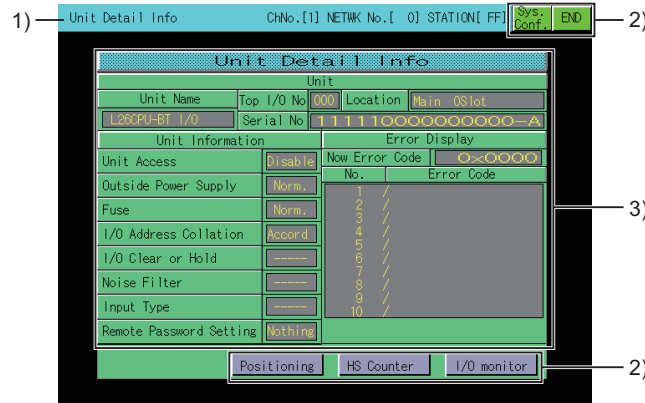 1)
Unit Detail Info ChNo.[1] NETWK No.[ 0] STATION[ FF] Sys. Conf. END
2)
Unit Detail Info
Unit
Unit Name Top I/O No 000 Location Main 0Slot
L26CPU-BT I/0 Serial No 111110000000000-A
Unit Information Error Display
Unit Access Disable Now Error Code 0x0000
No. Error Code
Outside Power Supply Norm.
Fuse Norm.
I/O Address Collation Accord
I/O Clear or Hold -----
Noise Filter -----
Input Type -----
Remote Password Setting Nothing
1 /
2 /
3 /
4 /
5 /
6 /
7 /
8 /
9 /
10 /
3)
Positioning HS Counter I/O monitor
2)